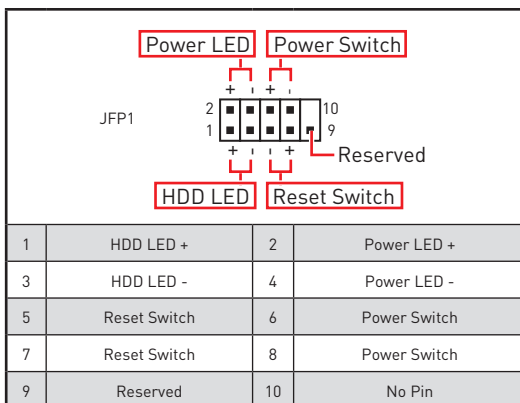 Power LED Power Switch
+ - + -
JFP1
2 10
1 9
+ - - +
Reserved
HDD LED Reset Switch
1 HDD LED + 2 Power LED +
3 HDD LED - 4 Power LED -
5 Reset Switch 6 Power Switch
7 Reset Switch 8 Power Switch
9 Reserved 10 No Pin